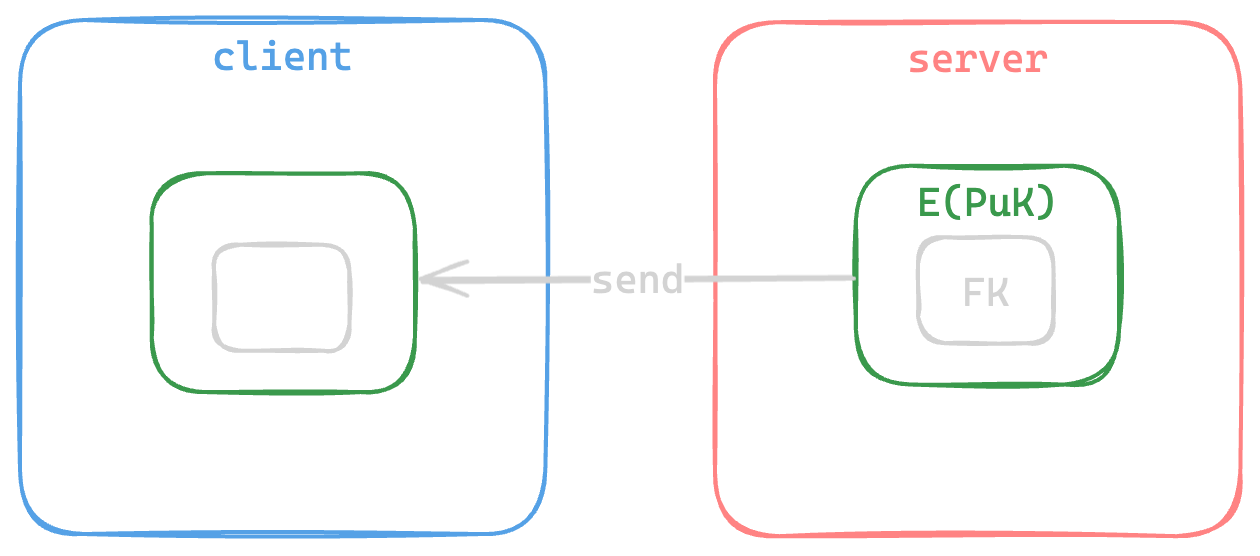 client
server
E(PuK)
send
FK